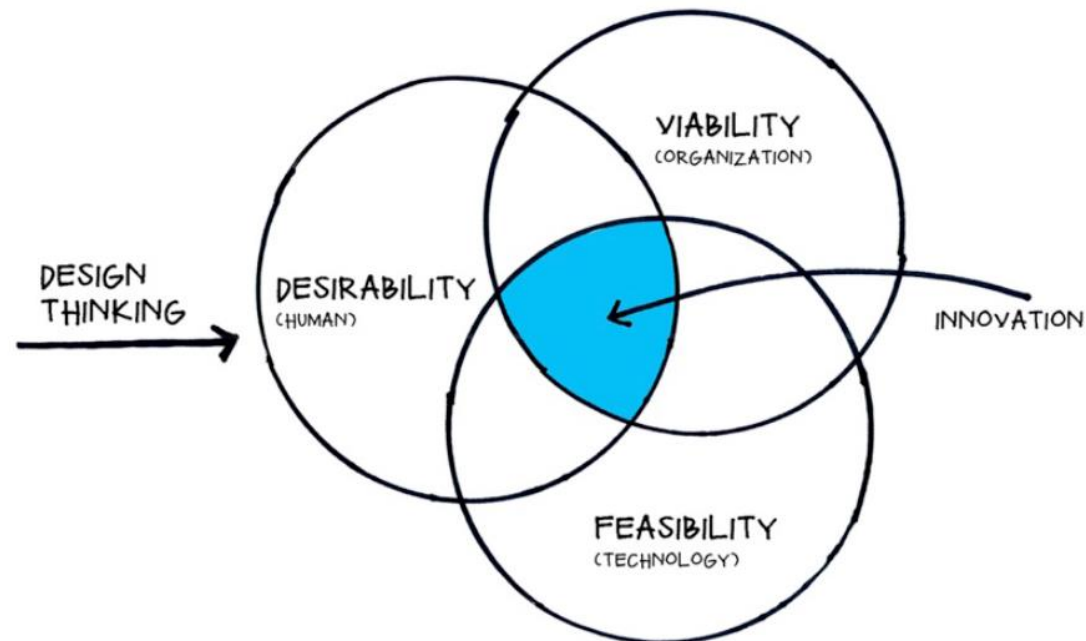 DESIGN
THINKING
DESIRABILITY
(HUMAN)
VIABILITY
(ORGANIZATION)
INNOVATION
FEASIBILITY
(TECHNOLOGY)